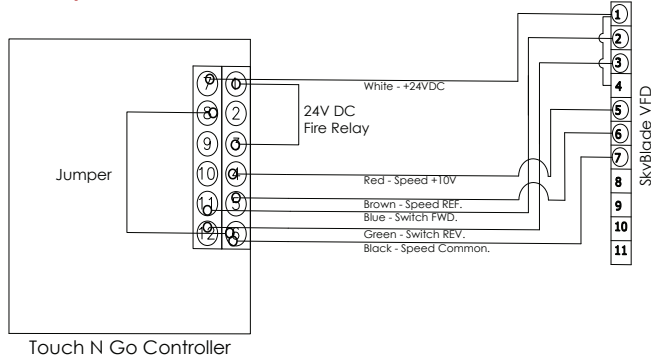 1
2
3
4
5
6
7
8
9
10
11
SkyBlade VFD
7 1
8 2
9 3
10 4
11 5
12 6
White - +24VDC
24V DC
Fire Relay
Jumper
Red - Speed +10V
Brown - Speed REF.
Blue - Switch FWD.
Green - Switch REV.
Black - Speed Common.
Touch N Go Controller